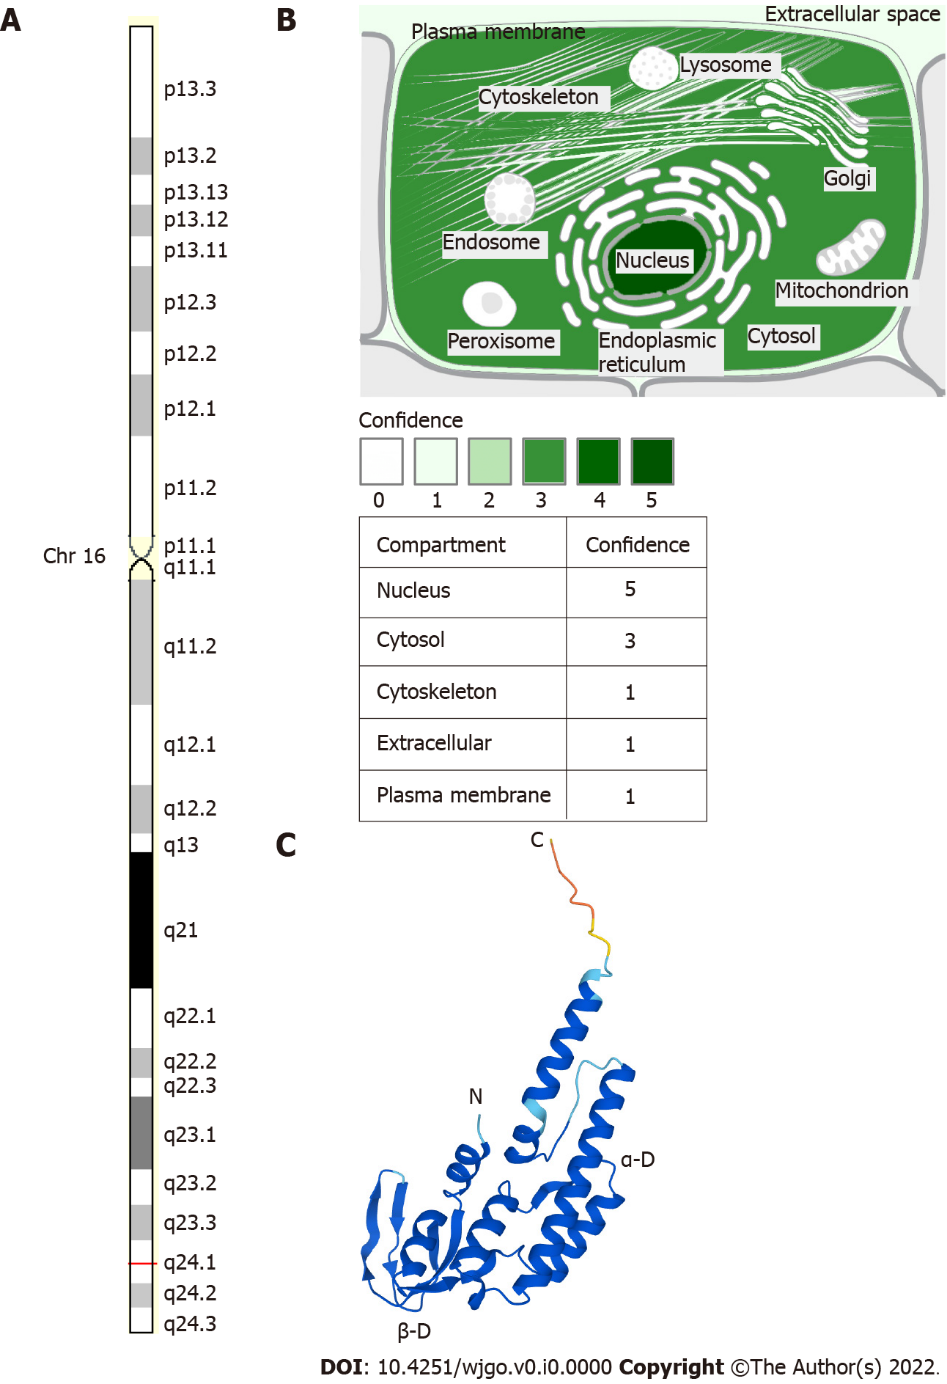 A
p13.3
p13.2
p13.13
p13.12
p13.11
p12.3
p12.2
p12.1
p11.2
p11.1
Chr 16
q11.1
q11.2
q12.1
q12.2
q13
q21
q22.1
q22.2
q22.3
q23.1
q23.2
q23.3
q24.1
q24.2
q24.3
B
Extracellular space
Plasma membrane
Lysosome
Cytoskeleton
Golgi
Endosome
Nucleus
Mitochondrion
Peroxisome
Endoplasmic
reticulum
Cytosol
Confidence
0 1 2 3 4 5
Compartment Confidence
Nucleus 5
Cytosol 3
Cytoskeleton 1
Extracellular 1
Plasma membrane 1
C
C
N
α-D
β-D
DOI: 10.4251/wjgo.v0.i0.0000 Copyright ©The Author(s) 2022.